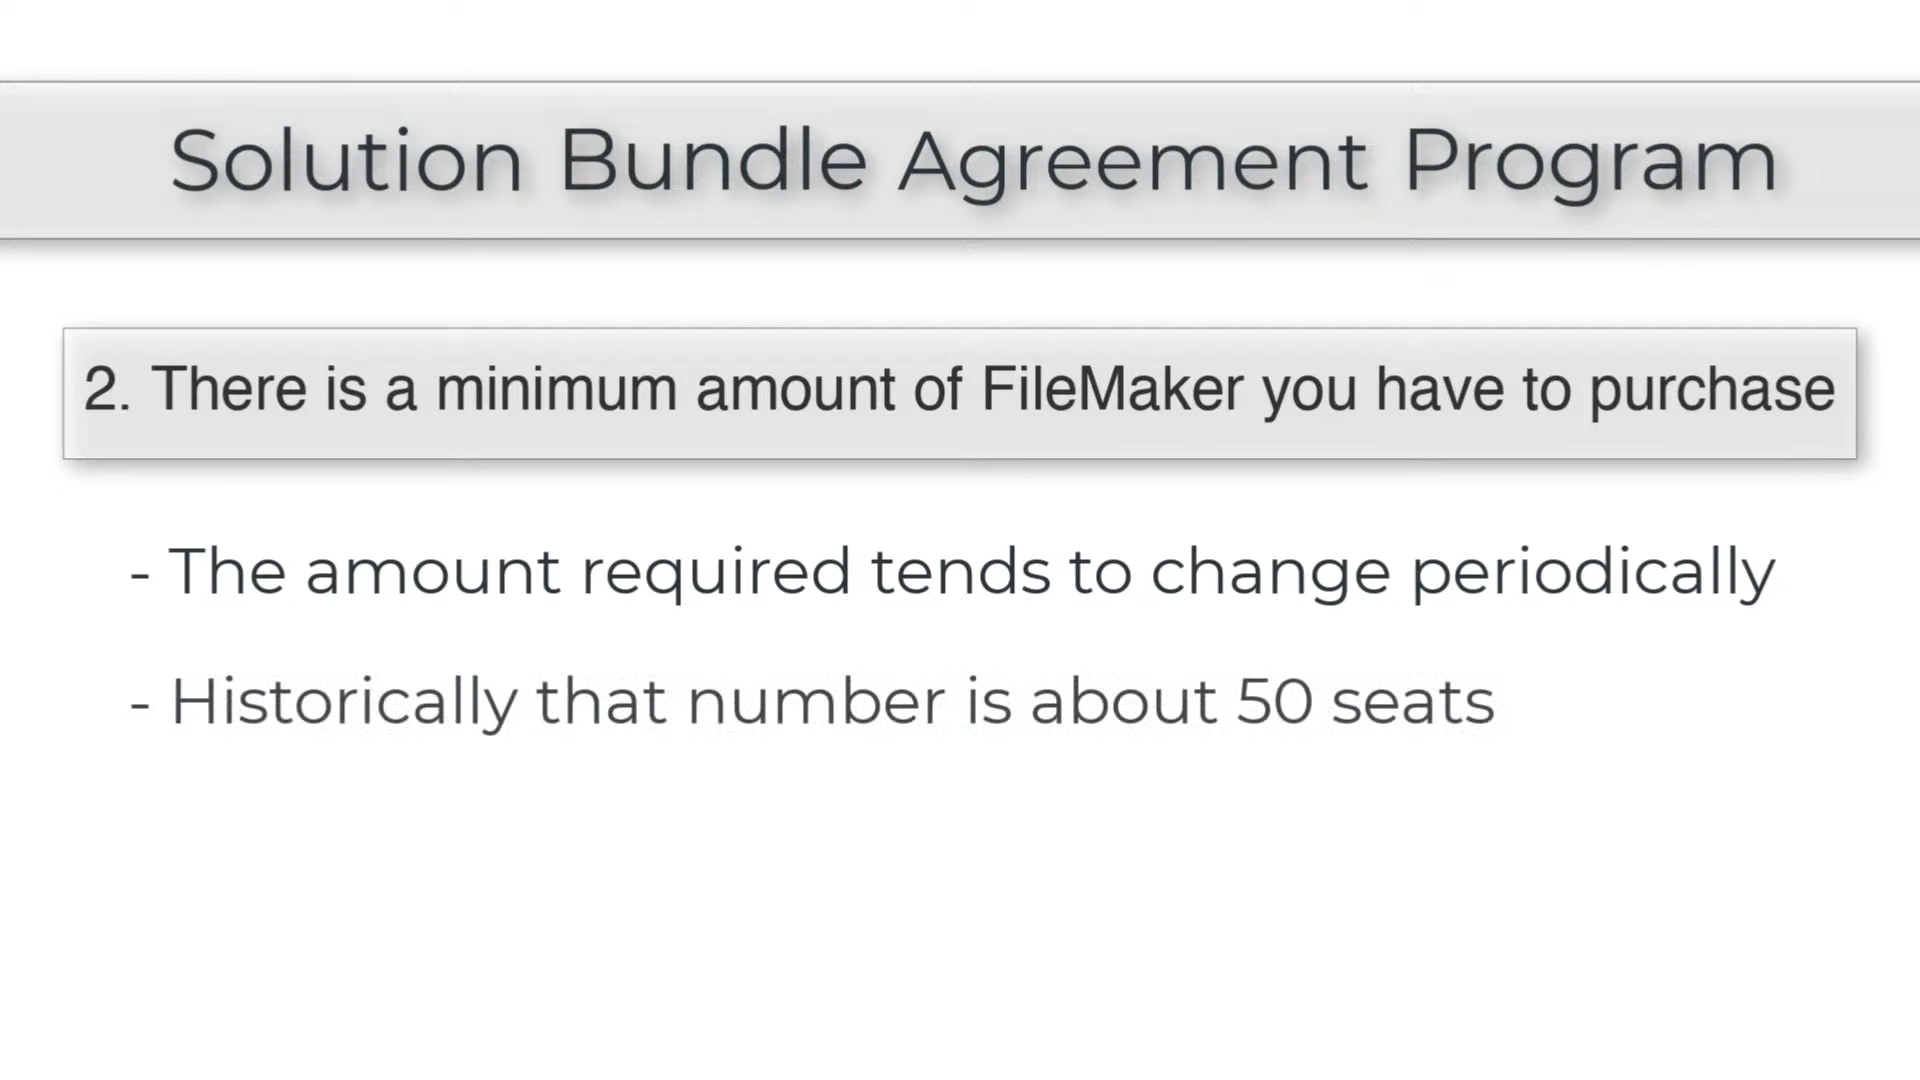 Solution Bundle Agreement Program
2. There is a minimum amount of FileMaker you have to purchase
- The amount required tends to change periodically
- Historically that number is about 50 seats